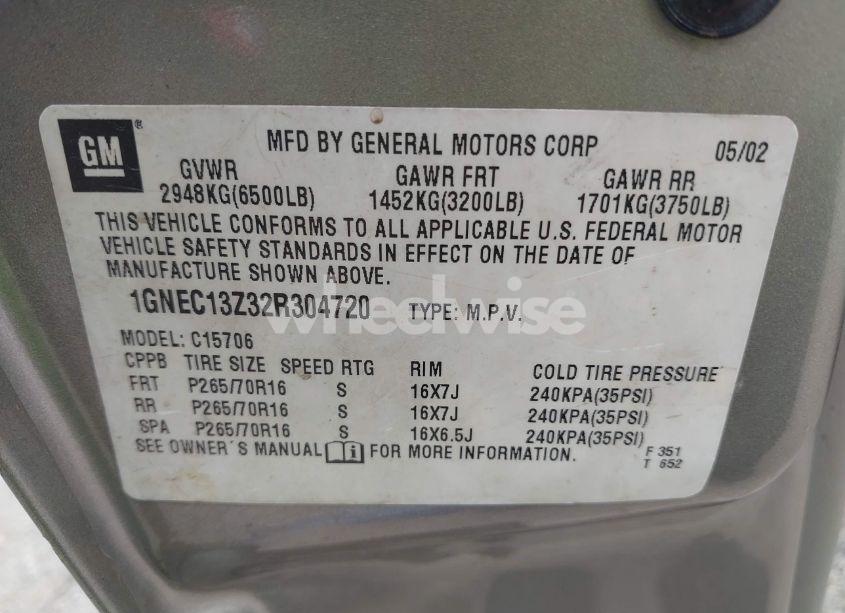 GM ®
MFD BY GENERAL MOTORS CORP 05/02
GVWR GAWR FRT GAWR RR
2948KG(6500LB) 1452KG(3200LB) 1701KG(3750LB)
THIS VEHICLE CONFORMS TO ALL APPLICABLE U.S. FEDERAL MOTOR
VEHICLE SAFETY STANDARDS IN EFFECT ON THE DATE OF
MANUFACTURE SHOWN ABOVE.
1GNEC13Z32R304720 TYPE: M.P.V.
wheelwise
MODEL: C15706
CPPB TIRE SIZE SPEED RTG RIM COLD TIRE PRESSURE
FRT P265/70R16 S 16X7J 240KPA(35PSI)
RR P265/70R16 S 16X7J 240KPA(35PSI)
SPA P265/70R16 S 16X6.5J 240KPA(35PSI)
SEE OWNER'S MANUAL FOR MORE INFORMATION.
F 351
T 652